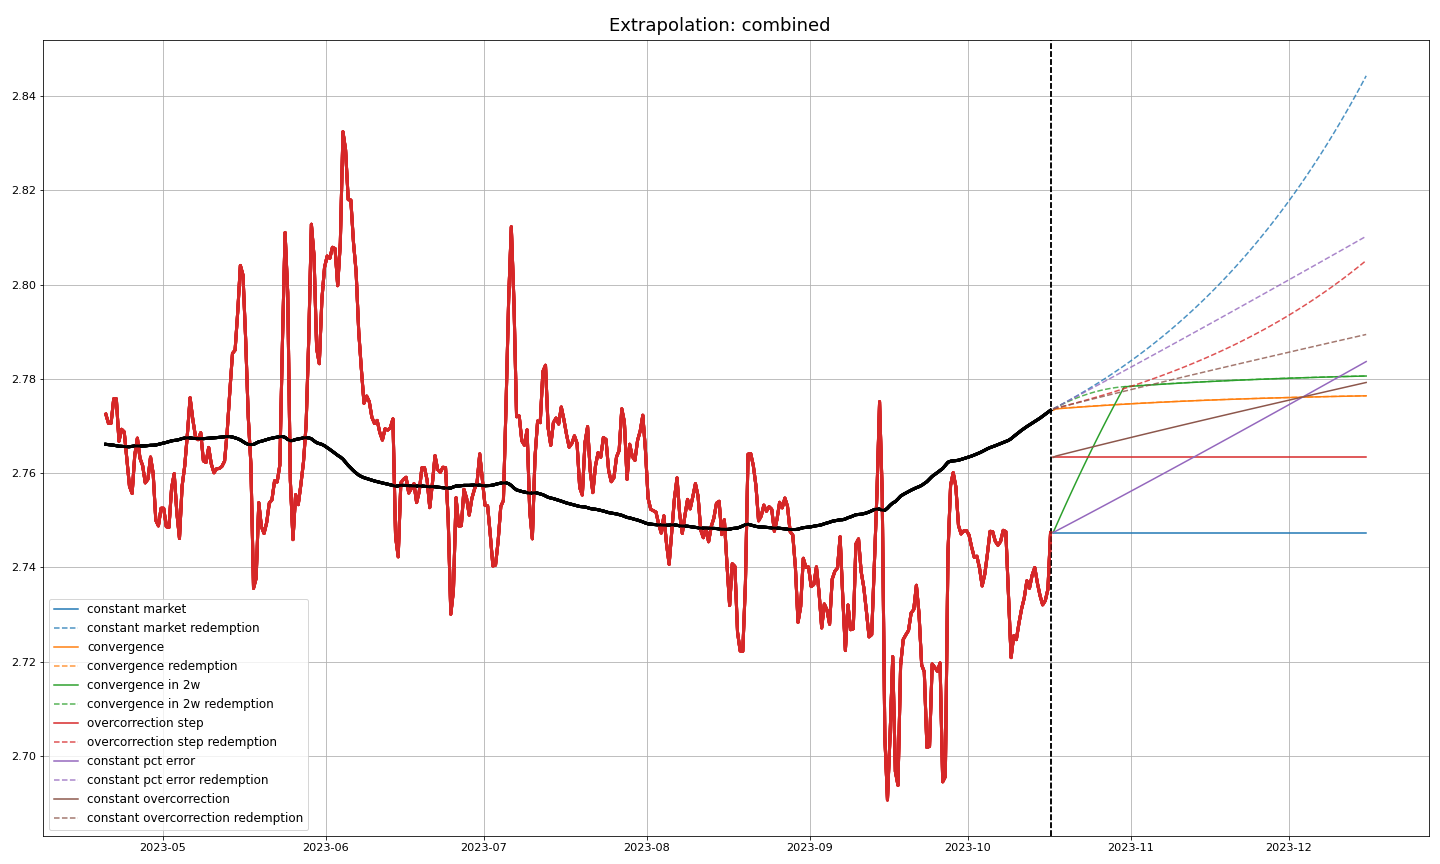 Extrapolation: combined
2.84
2.82
2.80
2.78
2.76
2.74
2.72
2.70
constant market
constant market redemption
convergence
convergence redemption
convergence in 2w
convergence in 2w redemption
overcorrection step
overcorrection step redemption
constant pct error
constant pct error redemption
constant overcorrection
constant overcorrection redemption
2023-05 2023-06 2023-07 2023-08 2023-09 2023-10 2023-11 2023-12